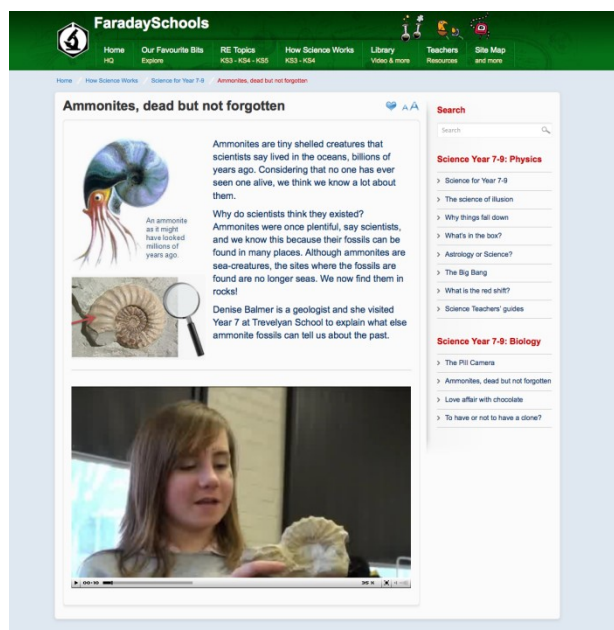 FaradaySchools
Home
HQ
Our Favourite Bits
Explore
RE Topics
KS3 - KS4 - KS5
How Science Works
KS3 - KS4
Library
Video & more
Teachers
Resources
Site Map
and more
Home / How Science Works / Science for Year 7-9 / Ammonites, dead but not forgotten
Ammonites, dead but not forgotten
AA
Ammonites are tiny shelled creatures that
scientists say lived in the oceans, billions of
years ago. Considering that no one has ever
seen one alive, we think we know a lot about
them.
An ammonite
as it might
have looked
millions of
years ago.
Why do scientists think they existed?
Ammonites were once plentiful, say scientists,
and we know this because their fossils can be
found in many places. Although ammonites are
sea-creatures, the sites where the fossils are
found are no longer seas. We now find them in
rocks!
Denise Balmer is a geologist and she visited
Year 7 at Trevelyan School to explain what else
ammonite fossils can tell us about the past.
00:10
Search
Search
Science Year 7-9: Physics
> Science for Year 7-9
> The science of illusion
> Why things fall down
> What's in the box?
> Astrology or Science?
> The Big Bang
> What is the red shift?
> Science Teachers' guides
Science Year 7-9: Biology
> The Pill Camera
> Ammonites, dead but not forgotten
> Love affair with chocolate
> To have or not to have a clone?